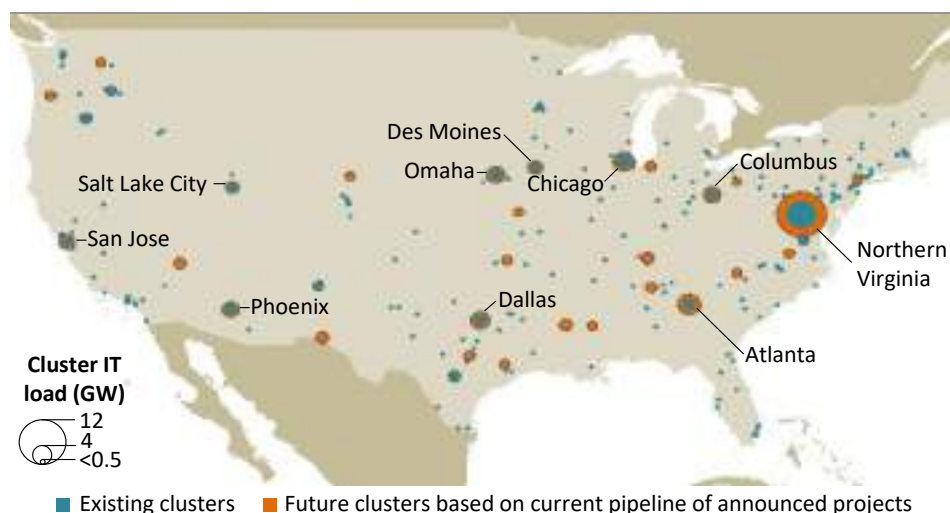 Des Moines
Omaha
Chicago
Columbus
Salt Lake City
San Jose
Northern
Virginia
Phoenix
Dallas
Atlanta
Cluster IT
load (GW)
12
4
<0.5
Existing clusters
Future clusters based on current pipeline of announced projects